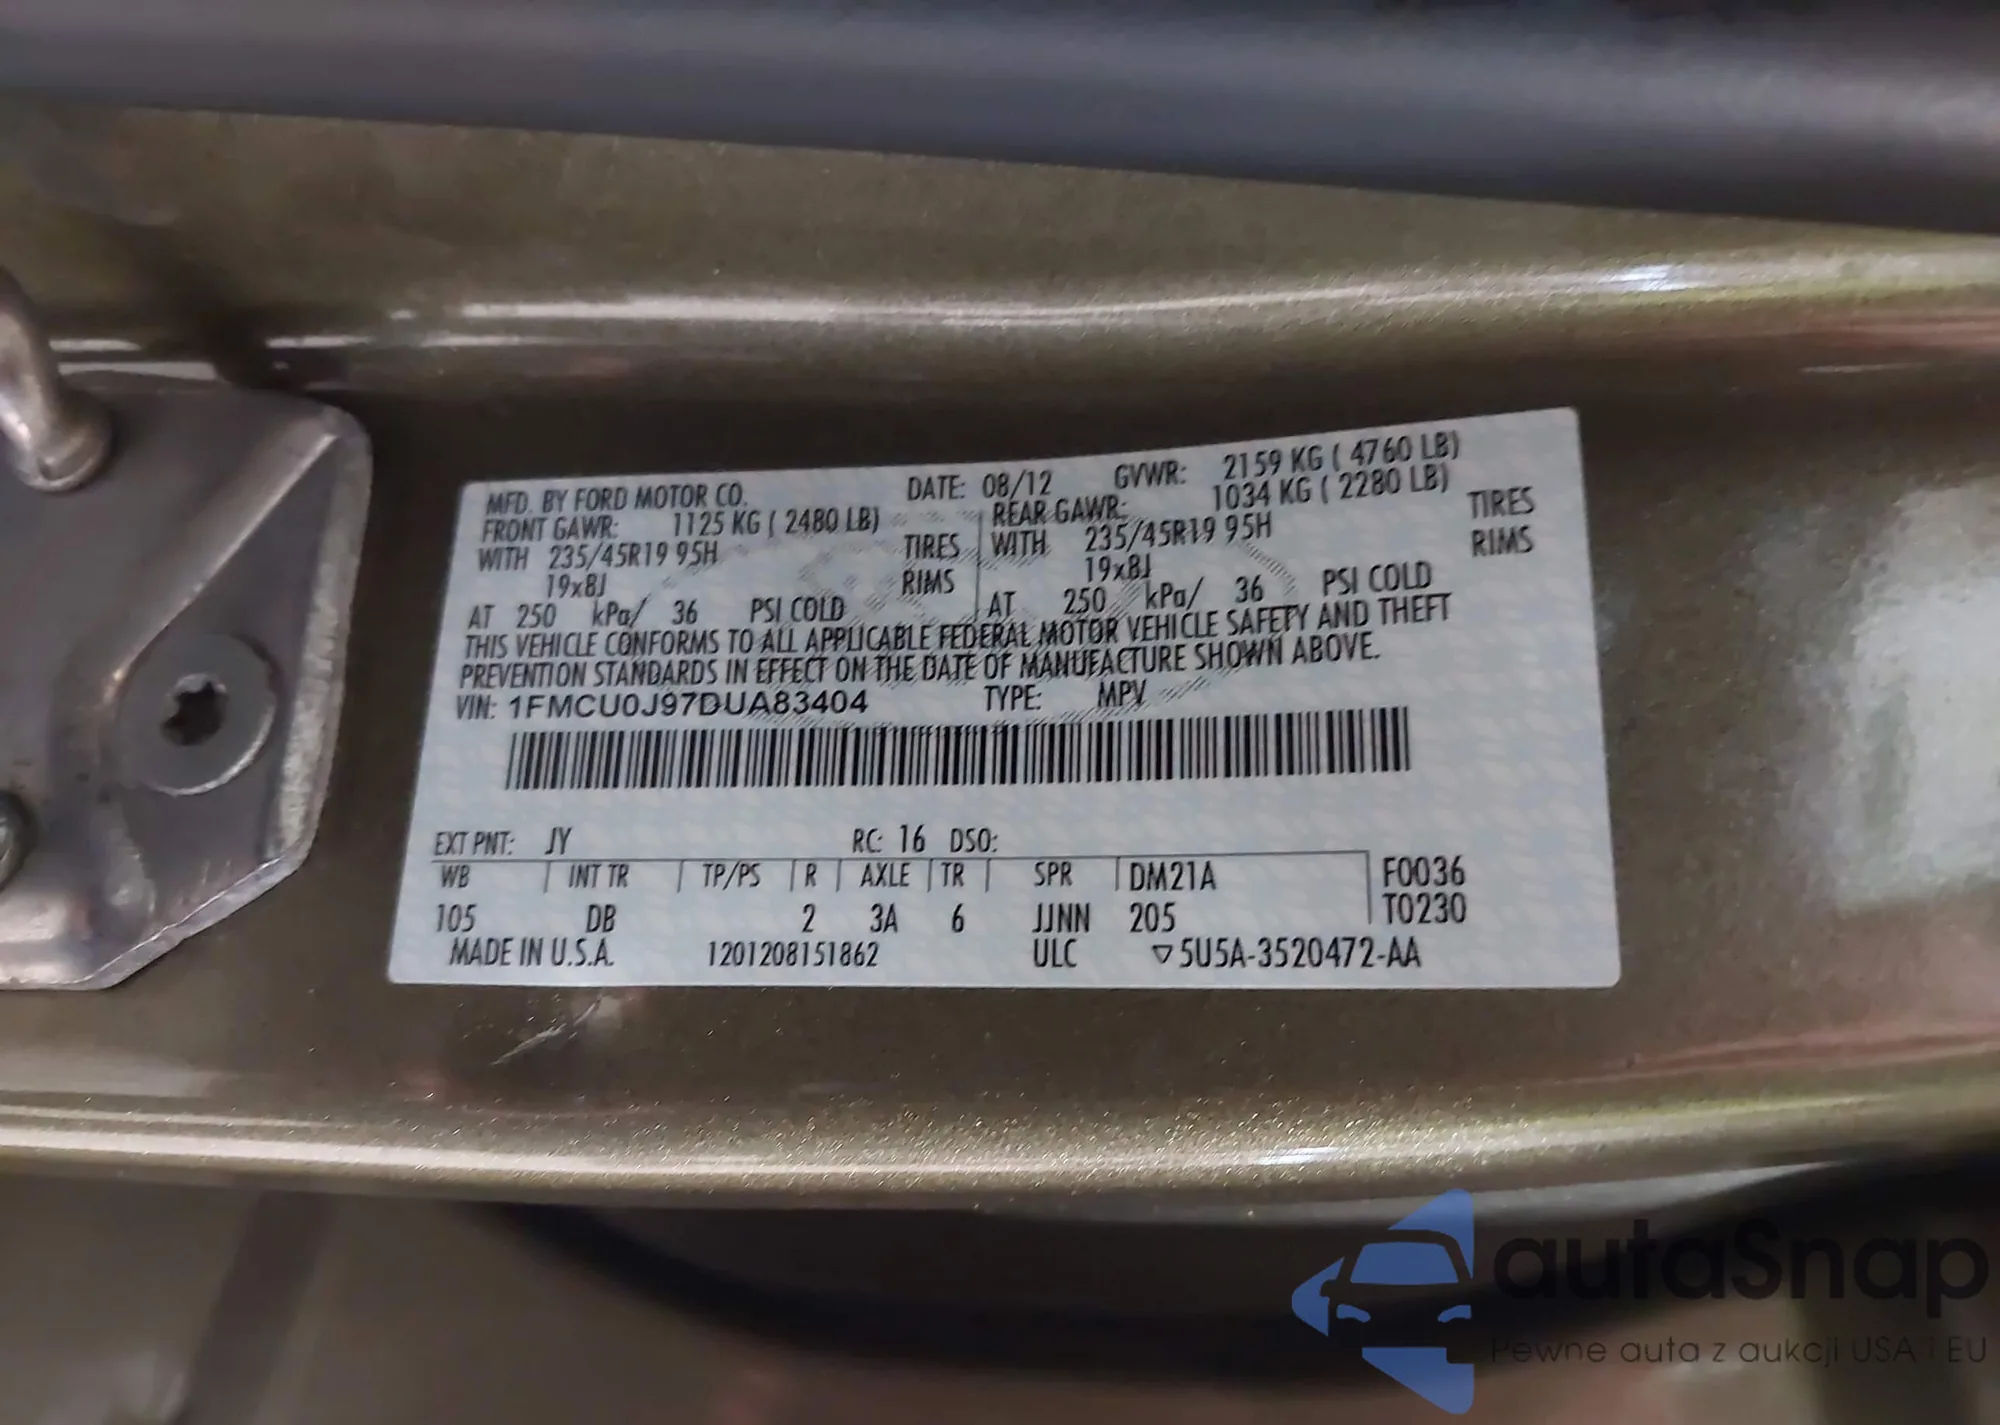 MFD. BY FORD MOTOR CO. DATE: 08/12 GVWR: 2159 KG ( 4760 LB)
FRONT GAWR: 1125 KG ( 2480 LB) REAR GAWR: 1034 KG ( 2280 LB)
WITH 235/45R19 95H TIRES WITH 235/45R19 95H TIRES
19x8J RIMS 19x8J RIMS
AT 250 kPa/ 36 PSI COLD AT 250 kPa/ 36 PSI COLD
THIS VEHICLE CONFORMS TO ALL APPLICABLE FEDERAL MOTOR VEHICLE SAFETY AND THEFT
PREVENTION STANDARDS IN EFFECT ON THE DATE OF MANUFACTURE SHOWN ABOVE.
VIN: 1FMCU0J97DUA83404 TYPE: MPV
EXT PNT: JY RC: 16 DSO:
WB INT TR TP/PS R AXLE TR SPR DM21A F0036
105 DB 2 3A 6 JJNN 205 T0230
MADE IN U.S.A. 1201208151862 ULC ▽5U5A-3520472-AA
autaSnap
Pewne auta z aukcji USA i EU